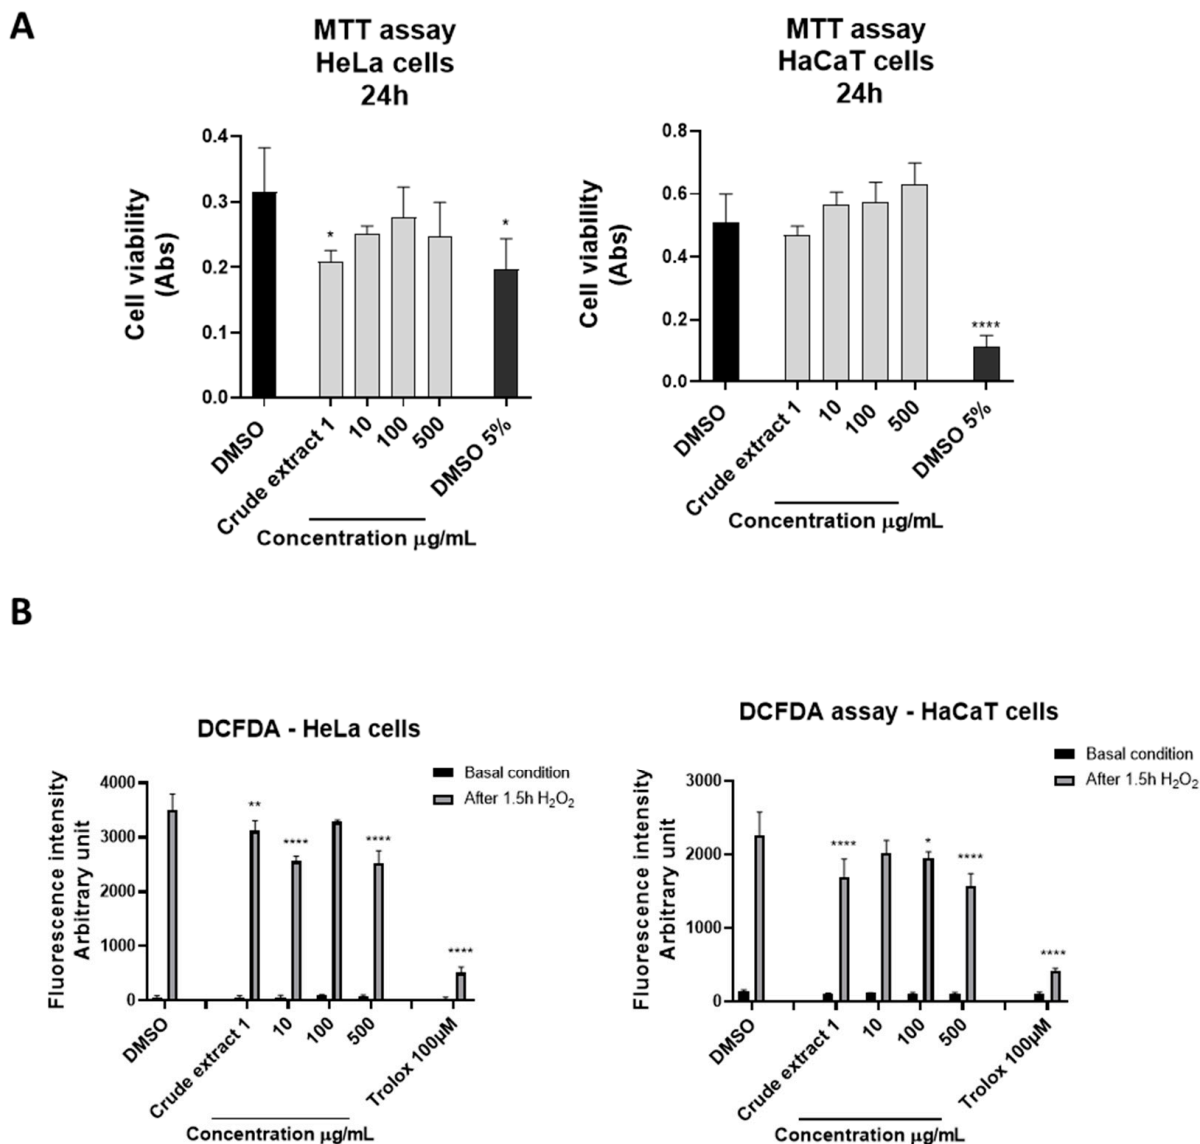 A
MTT assay
HeLa cells
24h
Cell viability
(Abs)
0.4
0.3
0.2
0.1
0.0
*
*
DMSO
Crude extract 1
10
100
500
DMSO 5%
Concentration μg/mL
MTT assay
HaCaT cells
24h
Cell viability
(Abs)
0.8
0.6
0.4
0.2
0.0
****
DMSO
Crude extract 1
10
100
500
DMSO 5%
Concentration μg/mL
B
DCFDA - HeLa cells
Basal condition
After 1.5h H₂O₂
Fluorescence intensity
Arbitrary unit
4000
3000
2000
1000
0
**
****
****
****
DMSO
Crude extract 1
10
100
500
Trolox 100μM
Concentration μg/mL
DCFDA assay - HaCaT cells
Basal condition
After 1.5h H₂O₂
Fluorescence intensity
Arbitrary unit
3000
2000
1000
0
****
*
****
****
DMSO
Crude extract 1
10
100
500
Trolox 100μM
Concentration μg/mL